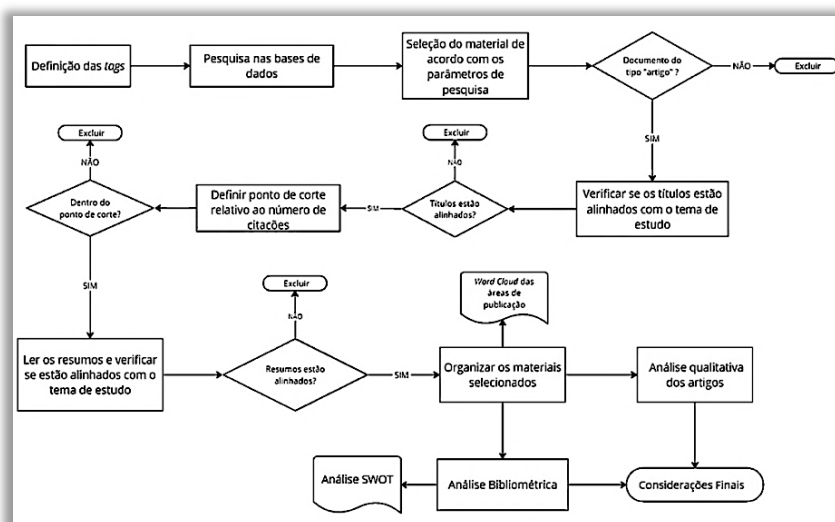 Definição das tags
Pesquisa nas bases de
dados
Seleção do material de
acordo com os
parâmetros de
pesquisa
Documento do
tipo "artigo" ?
NÃO
Excluir
SIM
Verificar se os títulos estão
alinhados com o tema de
estudo
Títulos estão
alinhados?
NÃO
Excluir
SIM
Definir ponto de corte
relativo ao número de
citações
Dentro do
ponto de corte?
NÃO
Excluir
SIM
Ler os resumos e verificar
se estão alinhados com o
tema de estudo
Resumos estão
alinhados?
NÃO
Excluir
SIM
Organizar os materiais
selecionados
Word Cloud das
áreas de
publicação
Análise qualitativa
dos artigos
Análise Bibliométrica
Análise SWOT
Considerações Finais